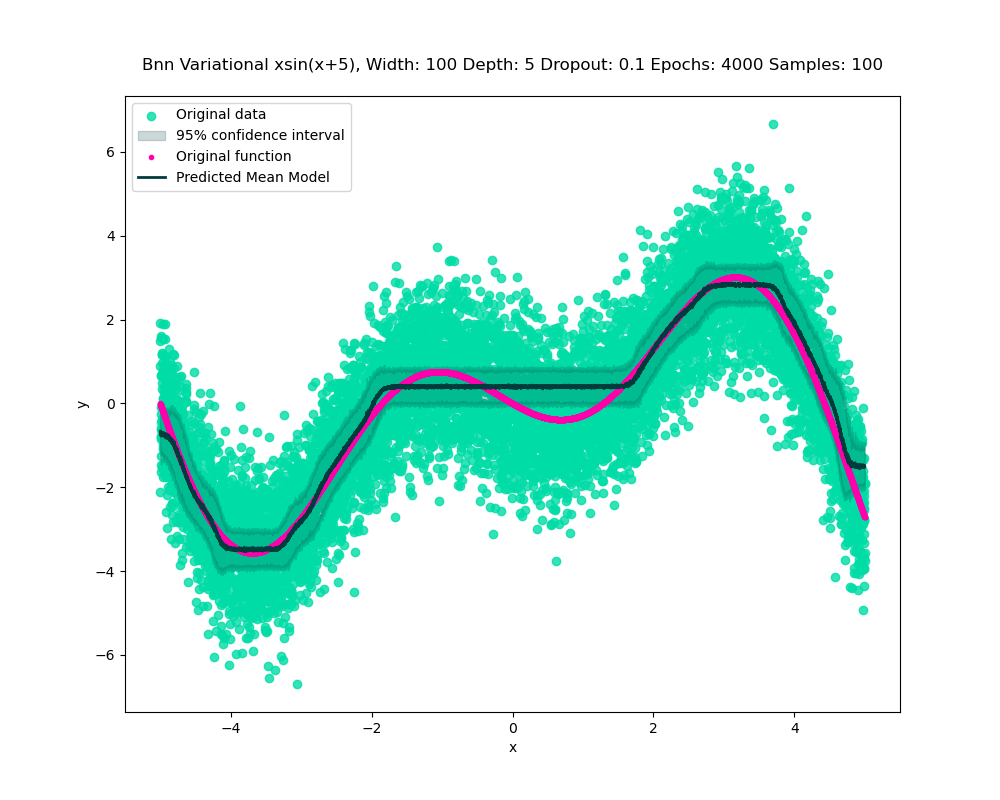 Bnn Variational xsin(x+5), Width: 100 Depth: 5 Dropout: 0.1 Epochs: 4000 Samples: 100
Original data
95% confidence interval
Original function
Predicted Mean Model
6
4
2
0
−2
−4
−6
y
−4
−2
0
2
4
x